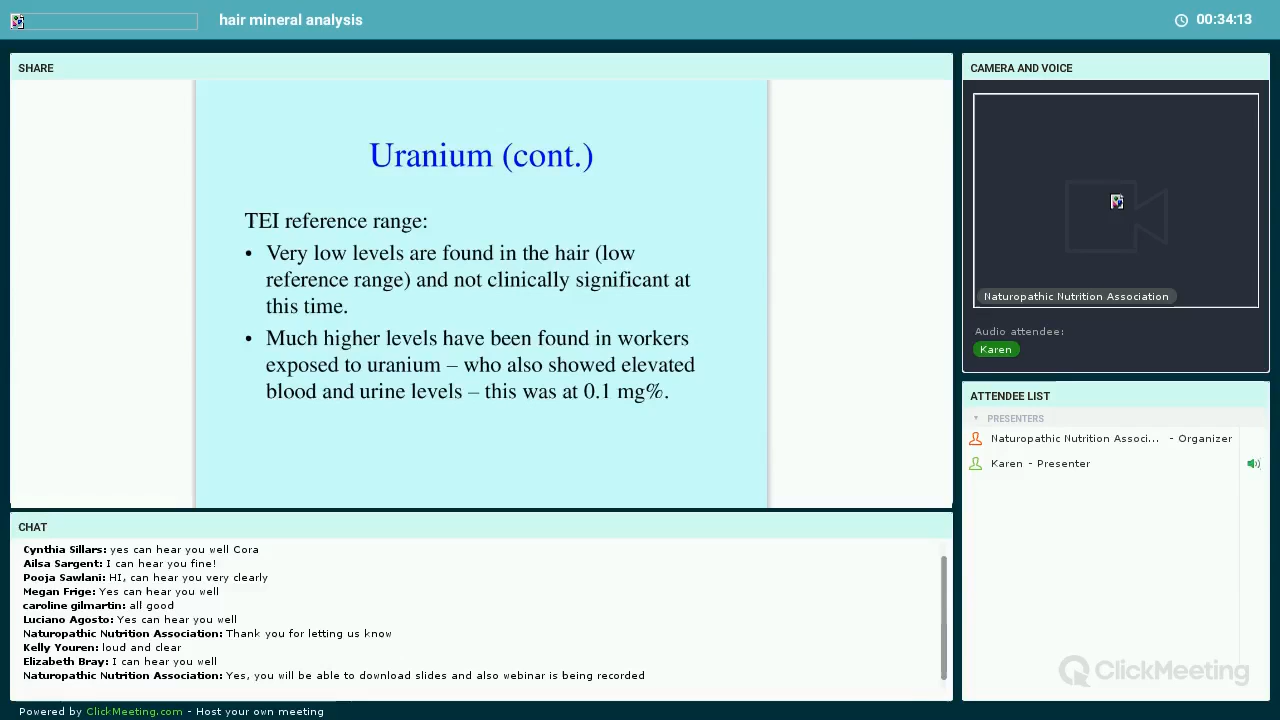 hair mineral analysis
00:34:13
SHARE
Uranium (cont.)
TEI reference range:
• Very low levels are found in the hair (low
reference range) and not clinically significant at
this time.
• Much higher levels have been found in workers
exposed to uranium – who also showed elevated
blood and urine levels – this was at 0.1 mg%.
CAMERA AND VOICE
Naturopathic Nutrition Association
Audio attendee:
Karen
ATTENDEE LIST
PRESENTERS
Naturopathic Nutrition Associ... - Organizer
Karen - Presenter
CHAT
Cynthia Sillars: yes can hear you well Cora
Ailsa Sargent: I can hear you fine!
Pooja Sawlani: HI, can hear you very clearly
Megan Frige: Yes can hear you well
caroline gilmartin: all good
Luciano Agosto: Yes can hear you well
Naturopathic Nutrition Association: Thank you for letting us know
Kelly Youren: loud and clear
Elizabeth Bray: I can hear you well
Naturopathic Nutrition Association: Yes, you will be able to download slides and also webinar is being recorded
ClickMeeting
Powered by ClickMeeting.com - Host your own meeting